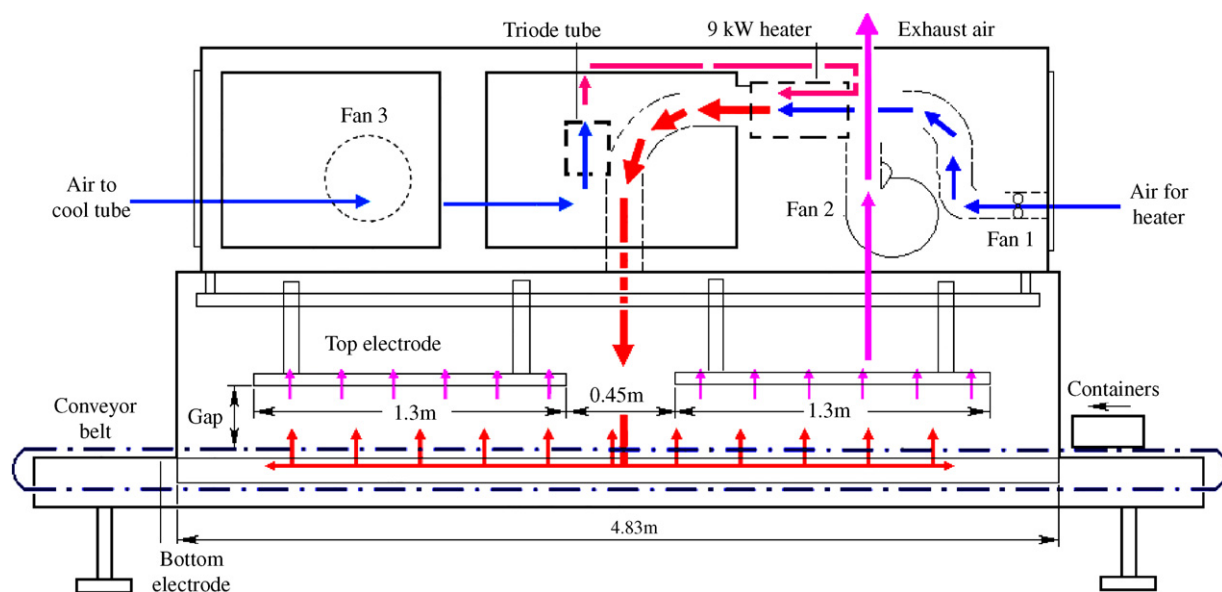 Triode tube
9 kW heater
Exhaust air
Fan 3
Air to
cool tube
Fan 2
Fan 1
Air for
heater
Top electrode
0.45m
Containers
Conveyor
belt
Gap
1.3m
1.3m
4.83m
Bottom
electrode